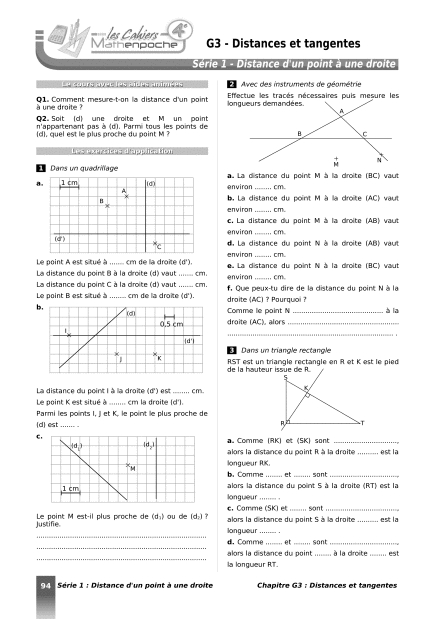 les Cahiers
Mathenpoche
4e
G3 - Distances et tangentes
Série 1 - Distance d'un point à une droite
Le cours avec les aides animées
Q1. Comment mesure-t-on la distance d'un point
à une droite ?
Q2. Soit (d) une droite et M un point
n'appartenant pas à (d). Parmi tous les points de
(d), quel est le plus proche du point M ?
Les exercices d'application
1 Dans un quadrillage
a.
1 cm
(d)
A
B
(d')
C
Le point A est situé à ....... cm de la droite (d').
La distance du point B à la droite (d) vaut ....... cm.
La distance du point C à la droite (d) vaut ....... cm.
Le point B est situé à ........ cm de la droite (d').
b.
(d)
0,5 cm
I
(d')
J
K
La distance du point I à la droite (d') est ........ cm.
Le point K est situé à ........ cm la droite (d').
Parmi les points I, J et K, le point le plus proche de
(d) est ....... .
c.
(d1)
(d2)
M
1 cm
Le point M est-il plus proche de (d1) ou de (d2) ?
Justifie.
..................................................................................
..................................................................................
..................................................................................
2 Avec des instruments de géométrie
Effectue les tracés nécessaires puis mesure les
longueurs demandées.
A
B
C
M
N
a. La distance du point M à la droite (BC) vaut
environ ........ cm.
b. La distance du point M à la droite (AC) vaut
environ ........ cm.
c. La distance du point M à la droite (AB) vaut
environ ........ cm.
d. La distance du point N à la droite (AB) vaut
environ ........ cm.
e. La distance du point N à la droite (BC) vaut
environ ........ cm.
f. Que peux-tu dire de la distance du point N à la
droite (AC) ? Pourquoi ?
Comme le point N ........................................... à la
droite (AC), alors .....................................................
............................................................................... .
3 Dans un triangle rectangle
RST est un triangle rectangle en R et K est le pied
de la hauteur issue de R.
S
K
R
T
a. Comme (RK) et (SK) sont ..............................,
alors la distance du point R à la droite .......... est la
longueur RK.
b. Comme ........ et ........ sont ................................,
alors la distance du point S à la droite (RT) est la
longueur ........ .
c. Comme (SK) et ........ sont ................................,
alors la distance du point S à la droite .......... est la
longueur ........ .
d. Comme ........ et ........ sont ................................,
alors la distance du point ........ à la droite ........ est
la longueur RT.
94 Série 1 : Distance d'un point à une droite
Chapitre G3 : Distances et tangentes